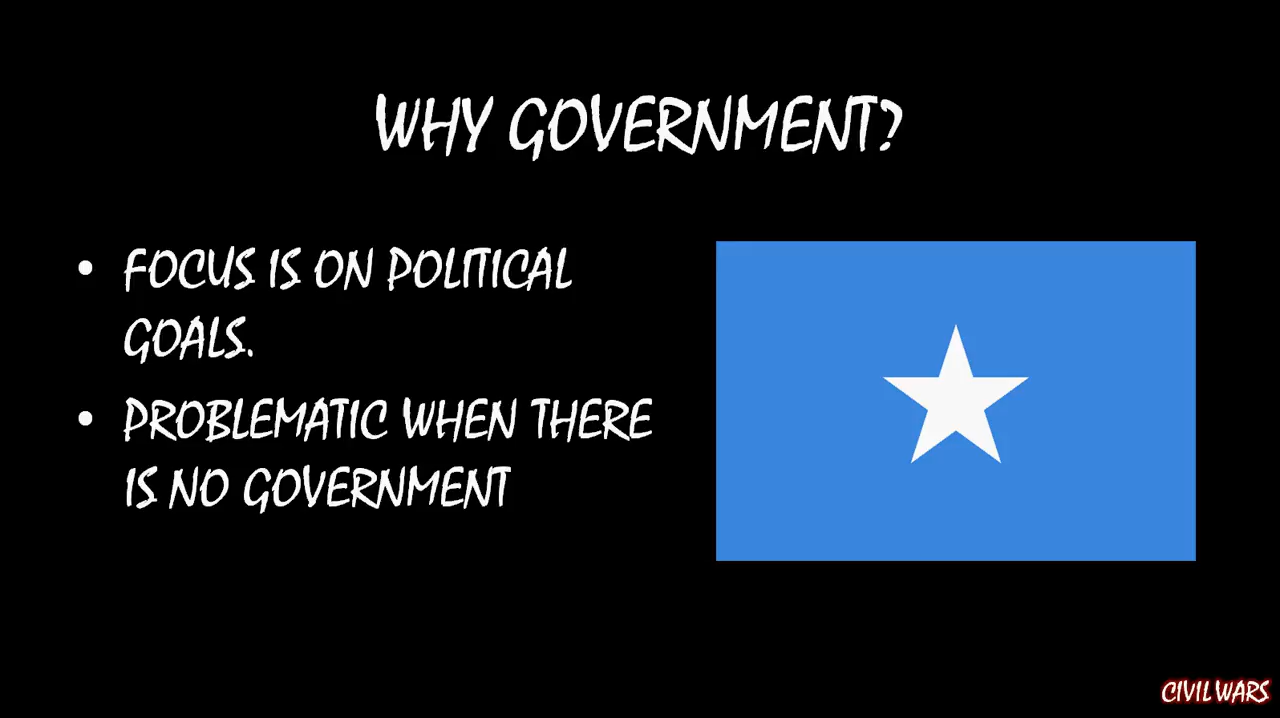 WHY GOVERNMENT?
• FOCUS IS ON POLITICAL
GOALS.
• PROBLEMATIC WHEN THERE
IS NO GOVERNMENT
CIVIL WARS